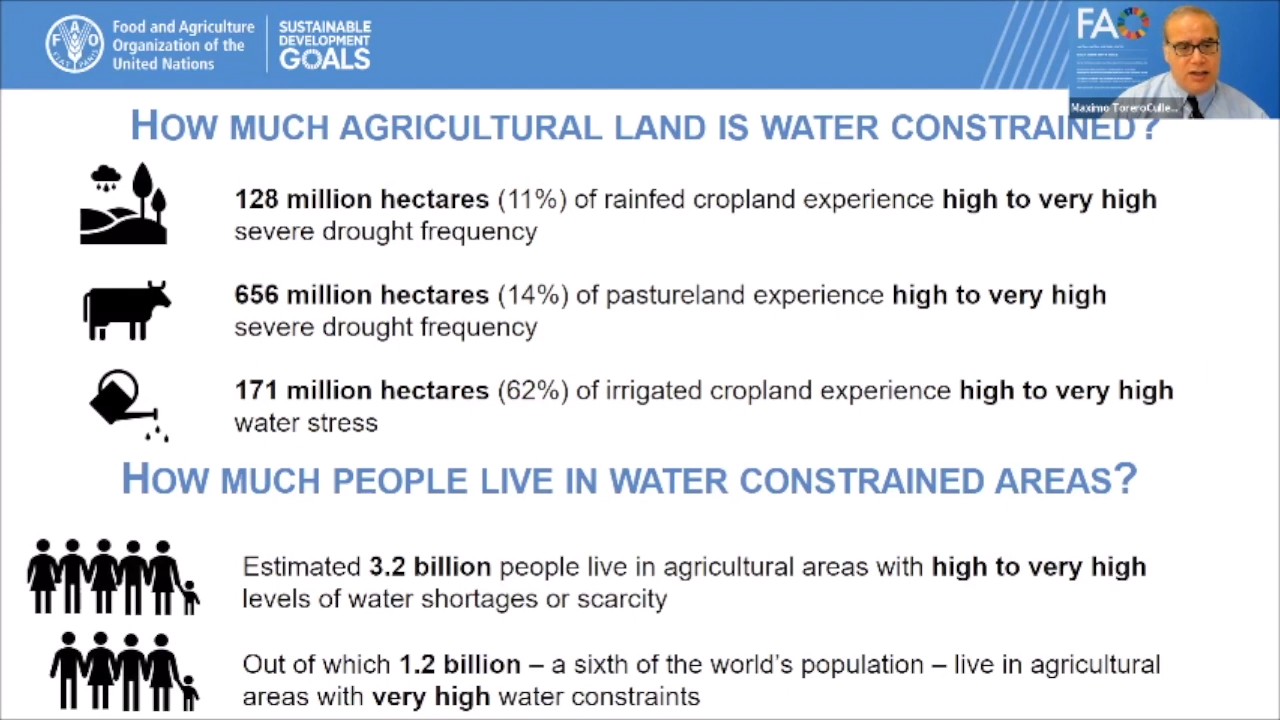 Food and Agriculture
Organization of the
United Nations
SUSTAINABLE
DEVELOPMENT
GOALS
FAO
Maximo ToreroCulle...
HOW MUCH AGRICULTURAL LAND IS WATER CONSTRAINED?
128 million hectares (11%) of rainfed cropland experience high to very high
severe drought frequency
656 million hectares (14%) of pastureland experience high to very high
severe drought frequency
171 million hectares (62%) of irrigated cropland experience high to very high
water stress
HOW MUCH PEOPLE LIVE IN WATER CONSTRAINED AREAS?
Estimated 3.2 billion people live in agricultural areas with high to very high
levels of water shortages or scarcity
Out of which 1.2 billion – a sixth of the world's population – live in agricultural
areas with very high water constraints